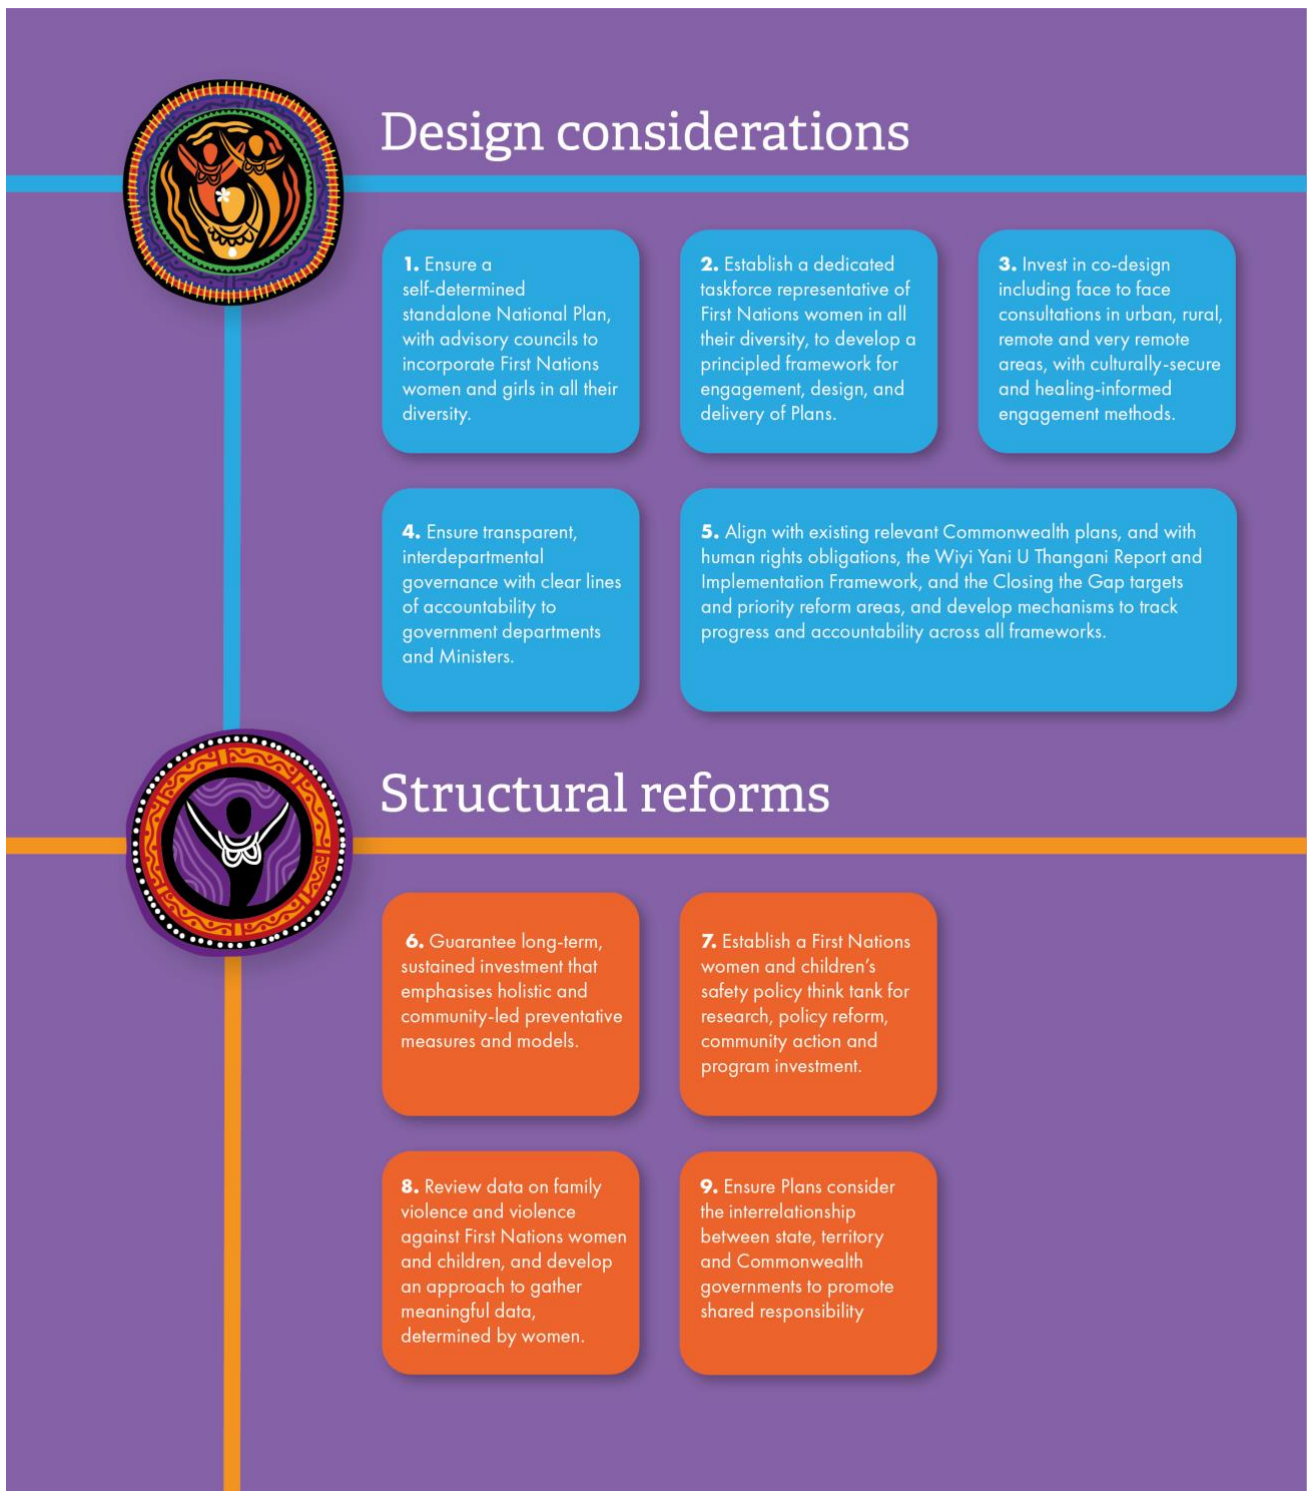 Design considerations
1. Ensure a
self-determined
standalone National Plan,
with advisory councils to
incorporate First Nations
women and girls in all their
diversity.
2. Establish a dedicated
taskforce representative of
First Nations women in all
their diversity, to develop a
principled framework for
engagement, design, and
delivery of Plans.
3. Invest in co-design
including face to face
consultations in urban, rural,
remote and very remote
areas, with culturally-secure
and healing-informed
engagement methods.
4. Ensure transparent,
interdepartmental
governance with clear lines
of accountability to
government departments
and Ministers.
5. Align with existing relevant Commonwealth plans, and with
human rights obligations, the Wiyi Yani U Thangani Report and
Implementation Framework, and the Closing the Gap targets
and priority reform areas, and develop mechanisms to track
progress and accountability across all frameworks.
Structural reforms
6. Guarantee long-term,
sustained investment that
emphasises holistic and
community-led preventative
measures and models.
7. Establish a First Nations
women and children’s
safety policy think tank for
research, policy reform,
community action and
program investment.
8. Review data on family
violence and violence
against First Nations women
and children, and develop
an approach to gather
meaningful data,
determined by women.
9. Ensure Plans consider
the interrelationship
between state, territory
and Commonwealth
governments to promote
shared responsibility